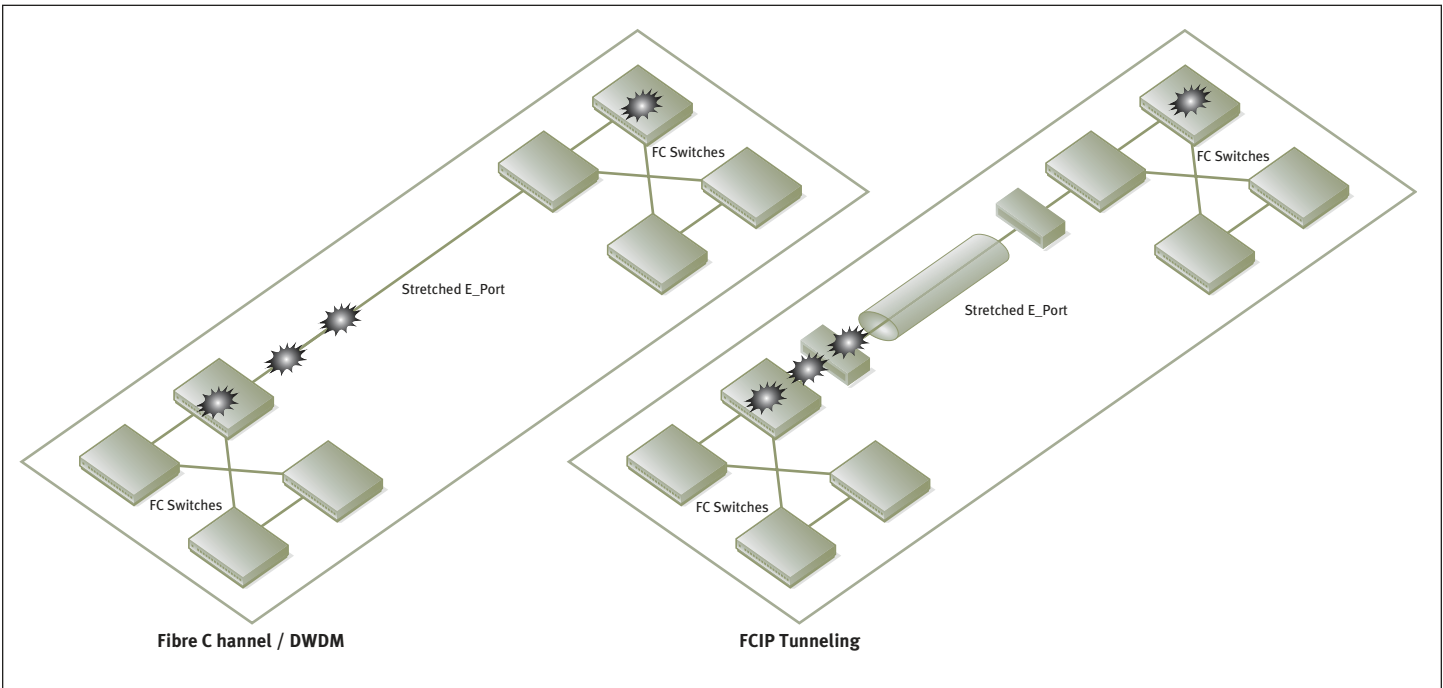 FC Switches
FC Switches
Stretched E_Port
Stretched E_Port
FC Switches
FC Switches
Fibre C hannel / DWDM
FCIP Tunneling